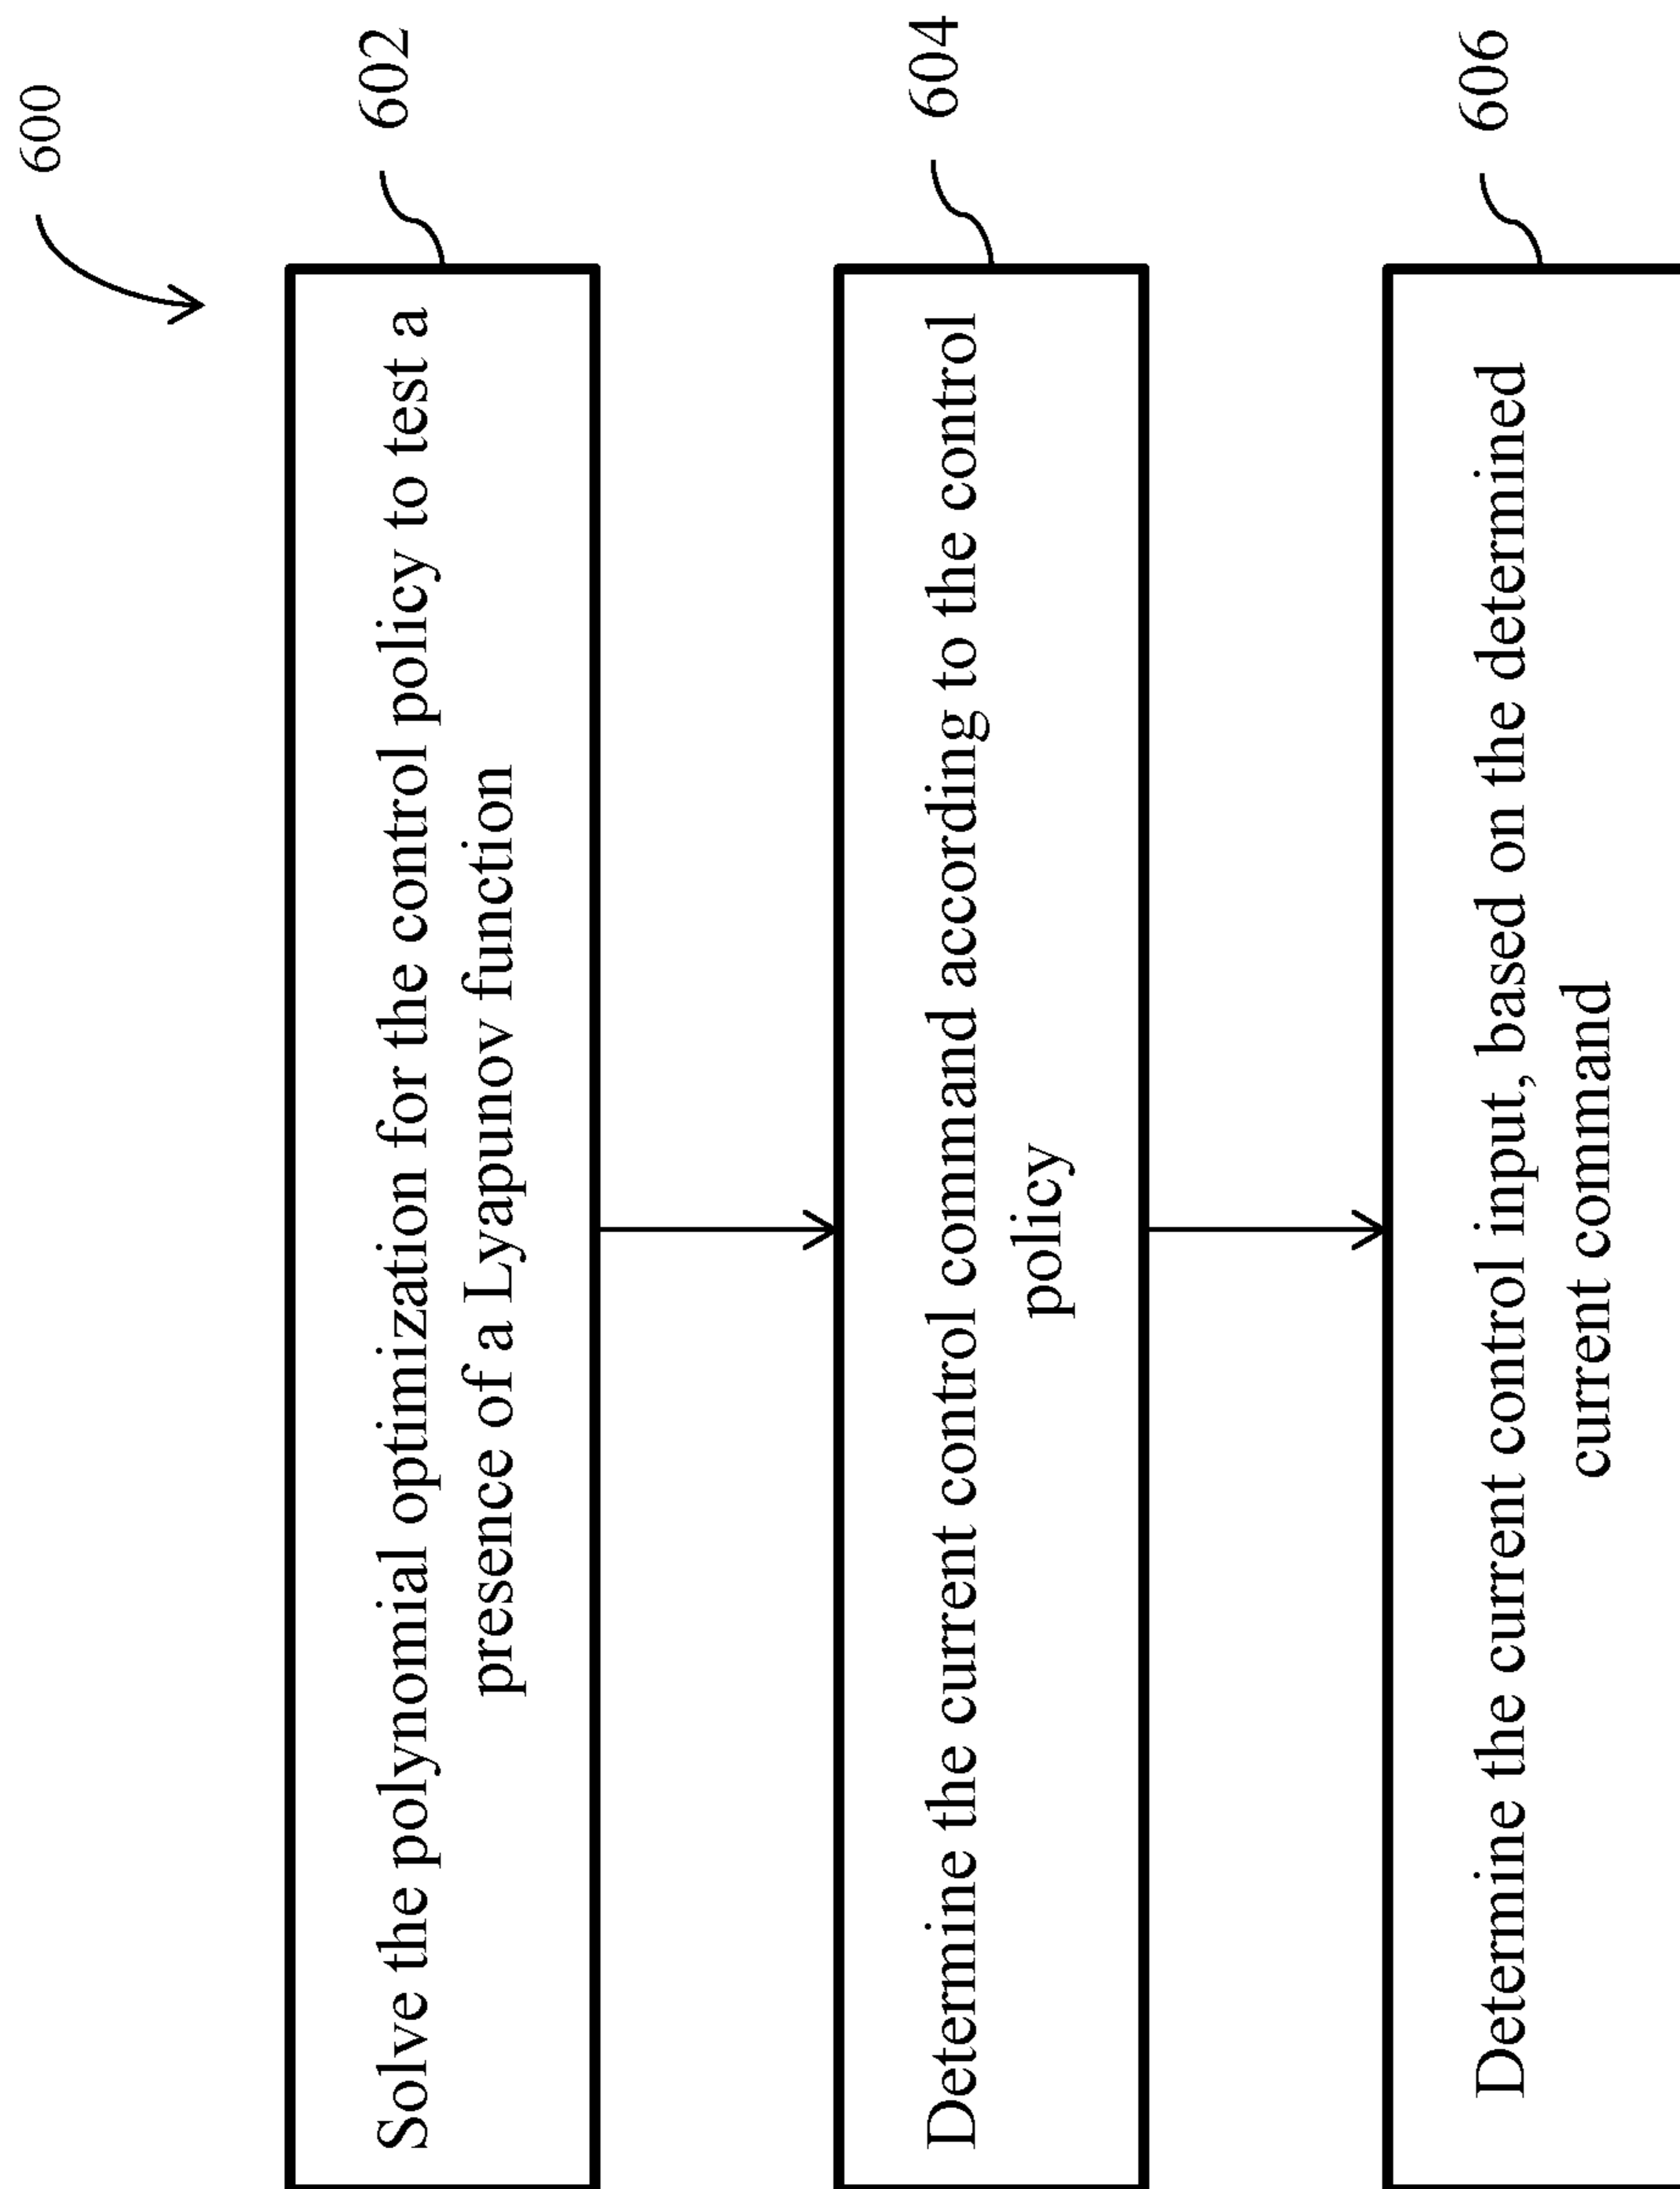 600
Solve the polynomial optimization for the control policy to test a
presence of a Lyapunov function
602
Determine the current control command according to the control
policy
604
Determine the current control input, based on the determined
current command
606